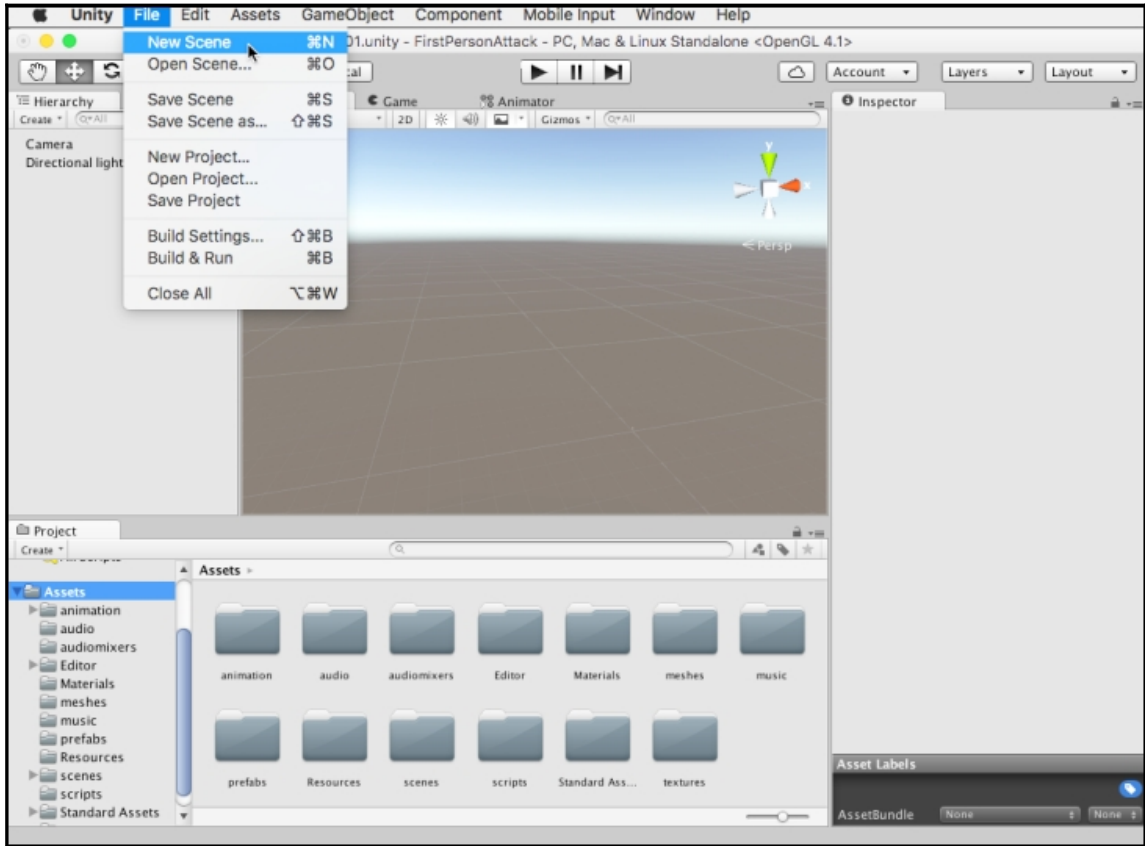 Unity File Edit Assets GameObject Component Mobile Input Window Help
01.unity - FirstPersonAttack - PC, Mac & Linux Standalone <OpenGL 4.1>
New Scene ⌘N
Open Scene... ⌘O
Save Scene ⌘S
Save Scene as... ⇧⌘S
New Project...
Open Project...
Save Project
Build Settings... ⇧⌘B
Build & Run ⌘B
Close All ⌥⌘W
Account Layers Layout
Hierarchy
Create All
Camera
Directional light
Game Animator
2D Gizmos All
y
x
Persp
Inspector
Project
Create
Assets
Assets
animation
audio
audiomixers
Editor
Materials
meshes
music
prefabs
Resources
scenes
scripts
Standard Assets
animation audio audiomixers Editor Materials meshes music
prefabs Resources scenes scripts Standard Ass... textures
Asset Labels
AssetBundle None None